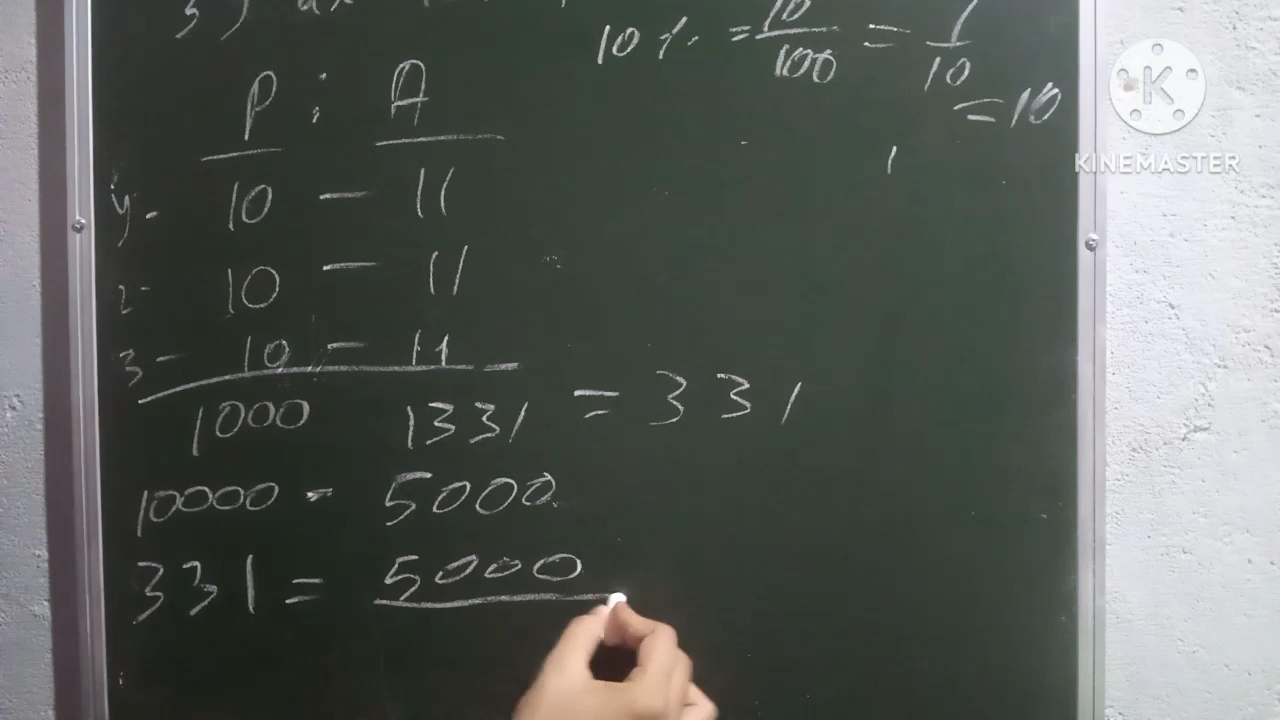 10 % = 10/100 = 1/10
= 10
P : A
10 - 11
2- 10 - 11
3 - 10 - 11
1000 1331 = 331
10000 - 5000
331 = 5000
K
KINEMASTER